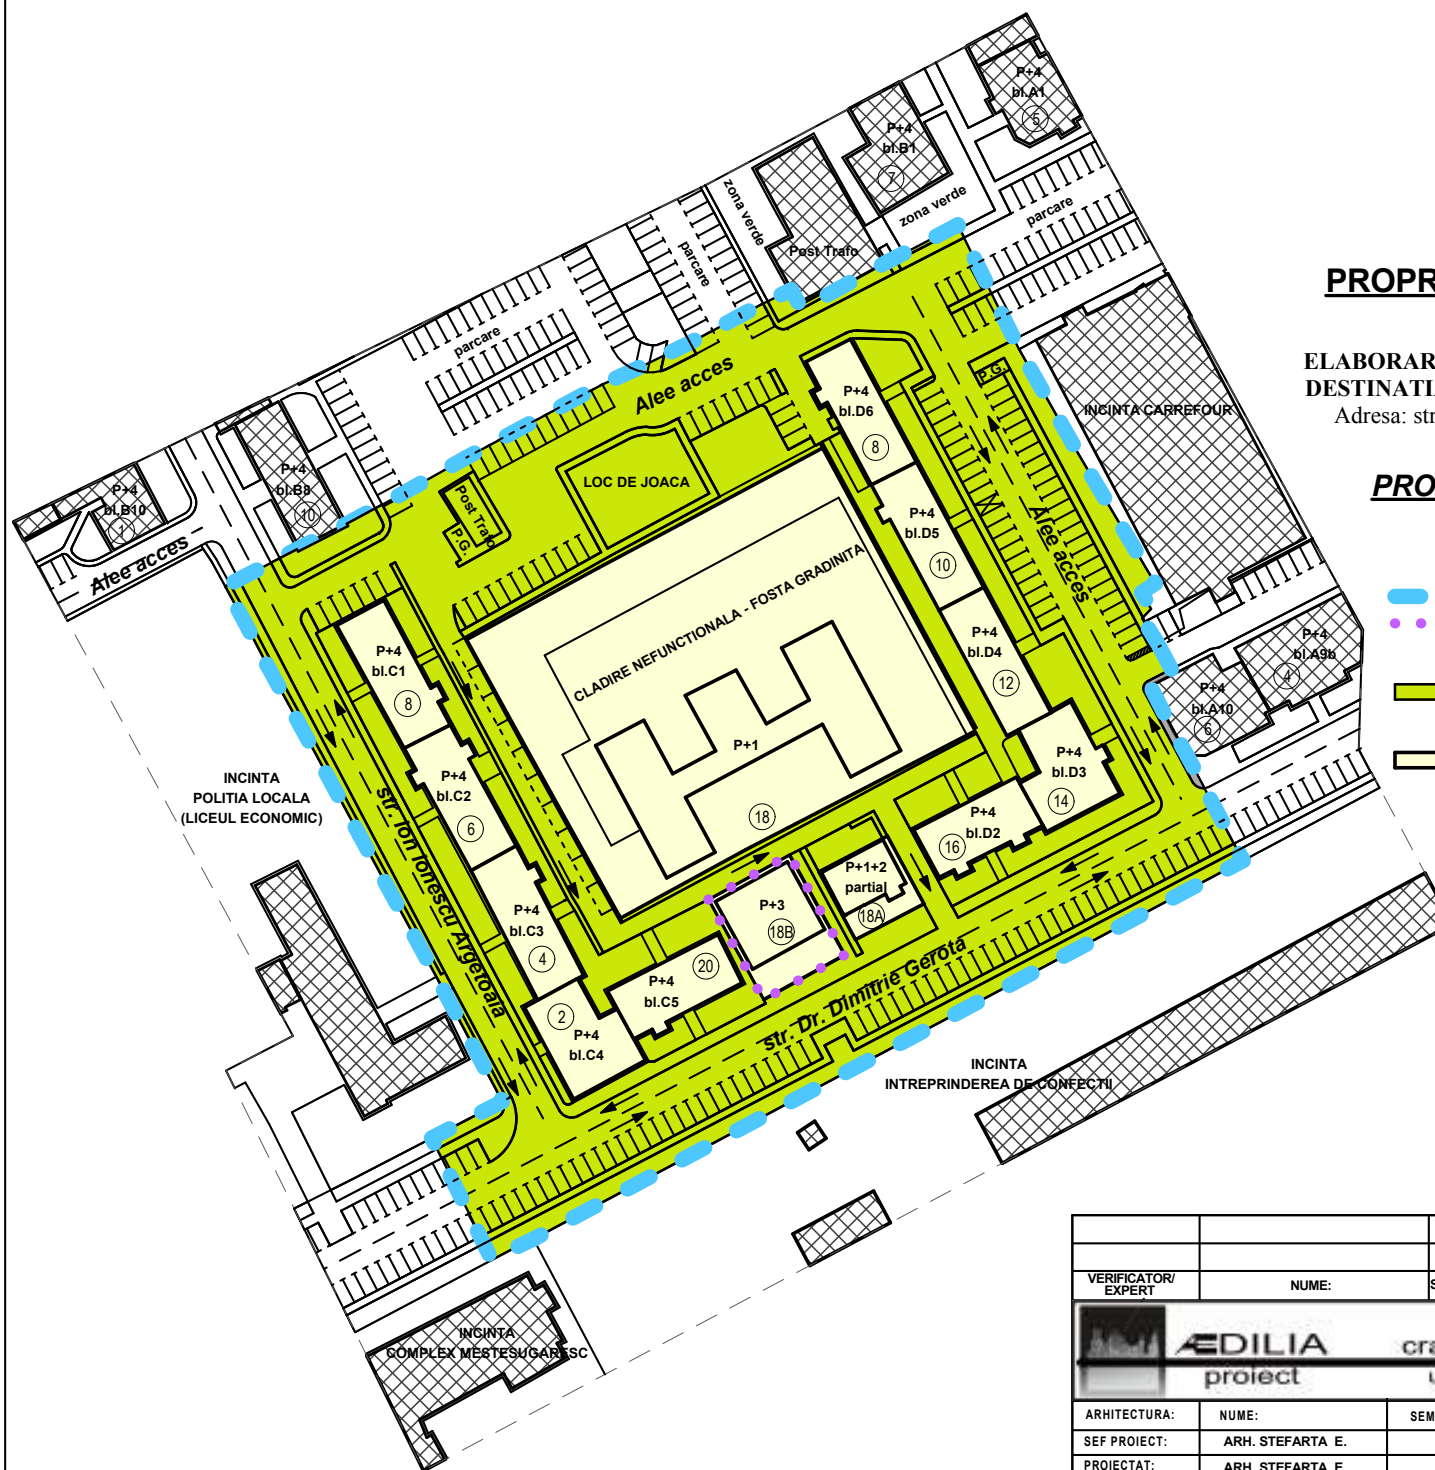 P+4
bl.A1
5
P+4
bl.B1
7
zona verde
zona verde
parcare
Post Trafo
parcare
PROPR
parcare
Alee acces
ELABORAR
DESTINATIA
Adresa: str
P.G.
INCINTA CARREFOUR
P+4
bl.D6
8
LOC DE JOACA
P+4
bl.B8
10
P+4
bl.B10
1
Alee acces
Post Trafo
P.G.
PRO
P+4
bl.D5
10
Alee acces
CLADIRE NEFUNCTIONALA - FOSTA GRADINITA
P+4
bl.D4
12
P+4
bl.A9b
4
P+4
bl.A10
6
P+4
bl.C1
8
P+1
18
P+4
bl.D3
14
INCINTA
POLITIA LOCALA
(LICEUL ECONOMIC)
P+4
bl.C2
6
str. Ion Ionescu Argetoaia
P+4
bl.D2
16
P+1+2
partial
18A
P+3
18B
P+4
bl.C3
4
20
P+4
bl.C5
str. Dr. Dimitrie Gerota
2
P+4
bl.C4
INCINTA
INTREPRINDEREA DE CONFECTII
INCINTA
COMPLEX MESTESUGARESC
VERIFICATOR/
EXPERT
NUME:
S
ÆDILIA
cra
proiect
u
ARHITECTURA:
NUME:
SEM
SEF PROIECT:
ARH. STEFARTA E.
PROIECTAT:
ARH. STEFARTA E.